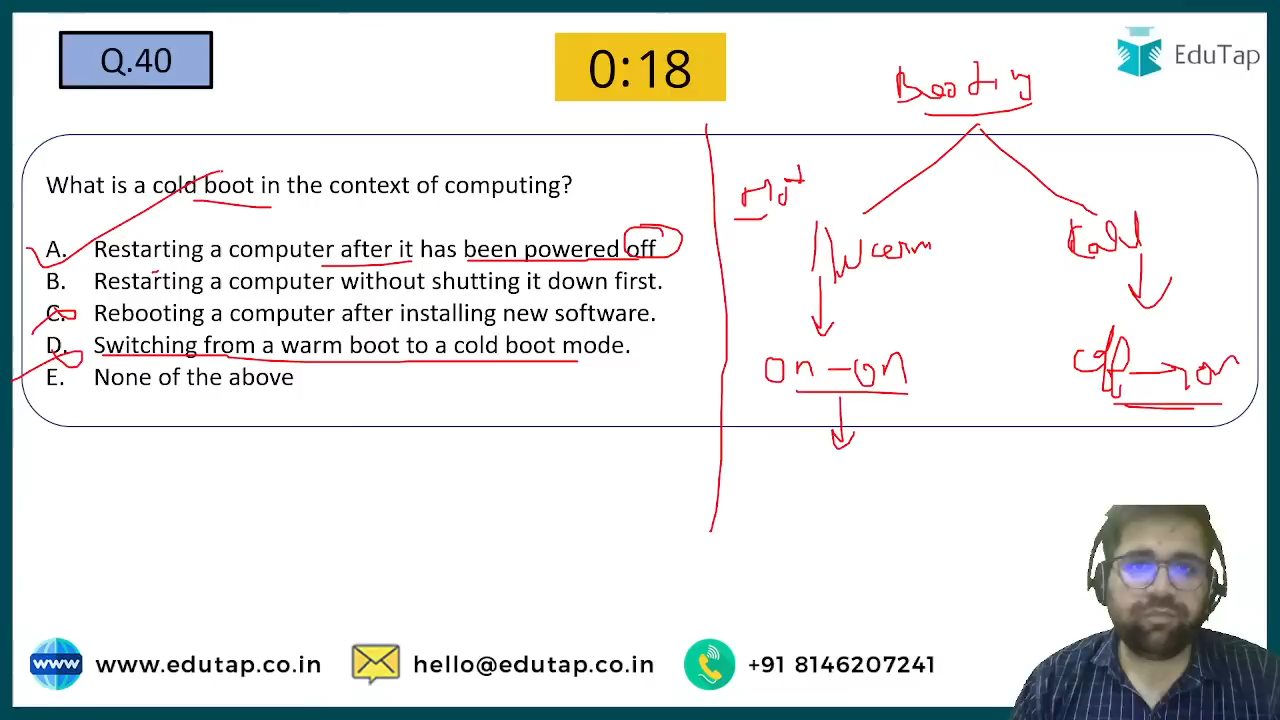 Q.40
0:18
EduTap
Booting
What is a cold boot in the context of computing?
Hot
A. Restarting a computer after it has been powered off
B. Restarting a computer without shutting it down first.
C. Rebooting a computer after installing new software.
D. Switching from a warm boot to a cold boot mode.
E. None of the above
Warm
Cold
on - on
off → on
www.edutap.co.in
hello@edutap.co.in
+91 8146207241